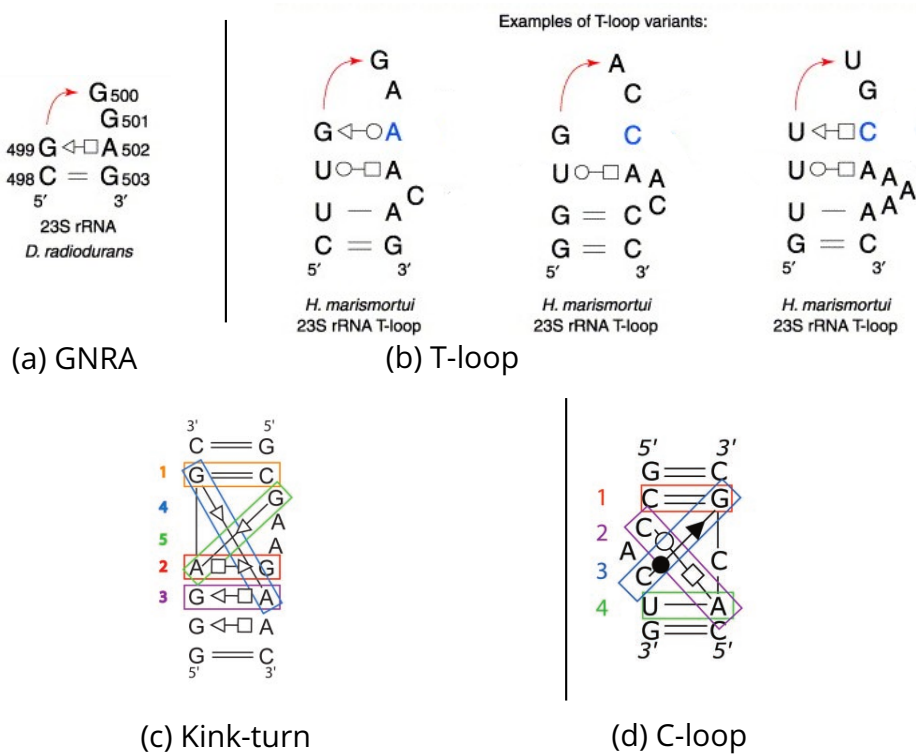 Examples of T-loop variants:
G500
G501
499 G A 502
498 C = G 503
5' 3'
23S rRNA
D. radiodurans
(a) GNRA
G
A
G A
U A
C
U — A
C = G
5' 3'
H. marismortui
23S rRNA T-loop
A
C
G C
U A A
C
G = C
G = C
5' 3'
H. marismortui
23S rRNA T-loop
U
G
U C
U A A A
A A
U — A
G = C
5' 3'
H. marismortui
23S rRNA T-loop
(b) T-loop
3' 5'
C G
1 G C
4 G
A
5 A
2 A G
3 G A
G A
G C
5' 3'
(c) Kink-turn
5' 3'
G C
1 C G
2 C
A
C
3 C
4 U A
G C
3' 5'
(d) C-loop